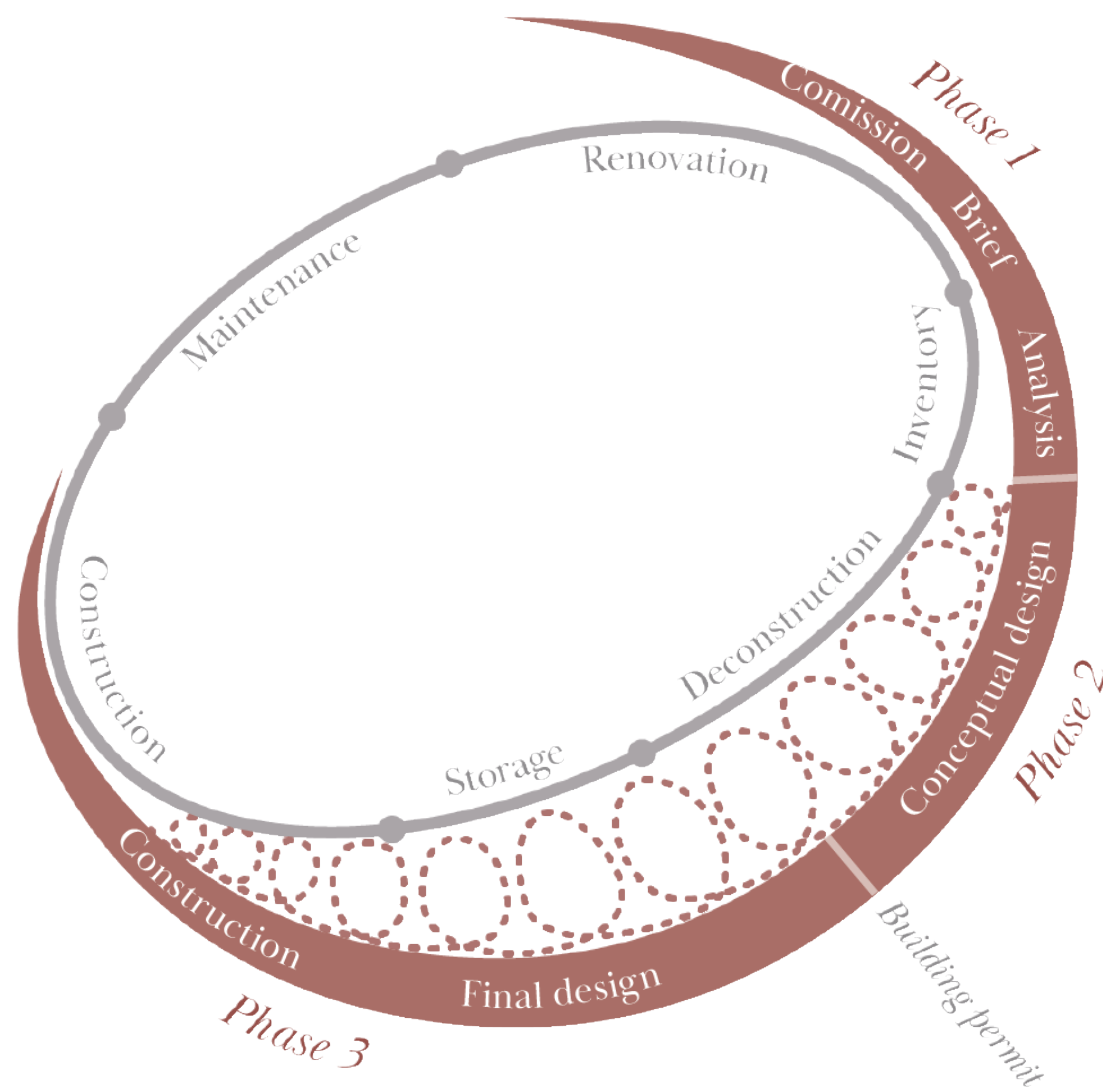 Phase 1
Comission
Brief
Analysis
Renovation
Maintenance
Inventory
Deconstruction
Storage
Construction
Conceptual design
Phase 2
Building permit
Final design
Construction
Phase 3